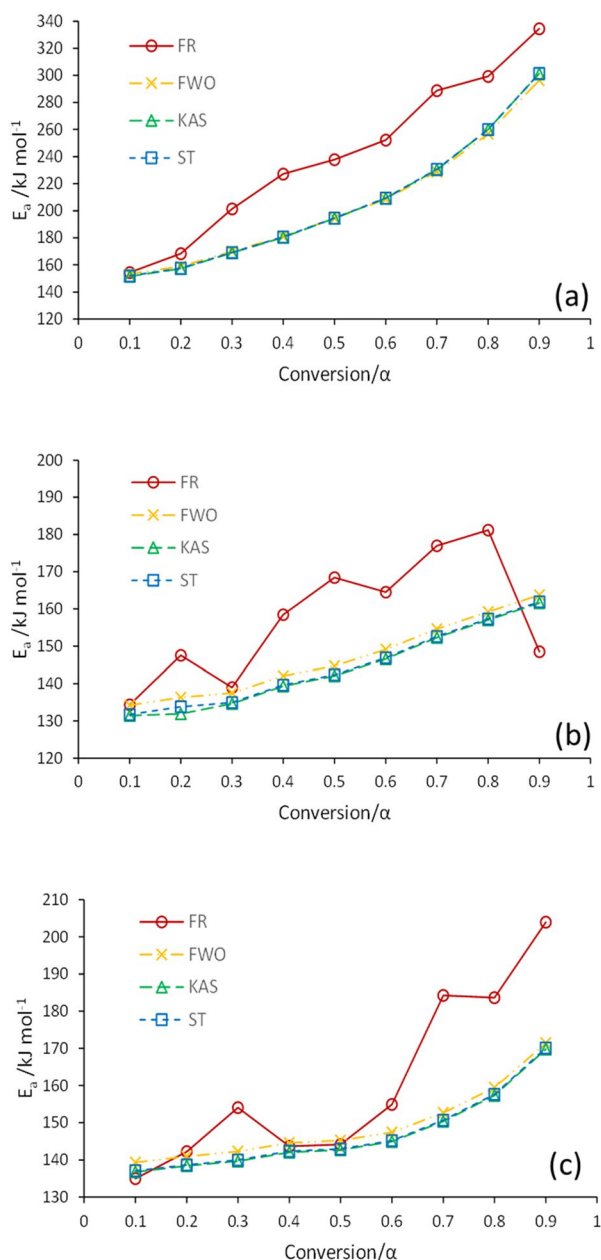 340
320
300
280
260
240
220
200
180
160
140
120
Eₐ /kJ mol⁻¹
FR
FWO
KAS
ST
(a)
0 0.1 0.2 0.3 0.4 0.5 0.6 0.7 0.8 0.9 1
Conversion/α
200
190
180
170
160
150
140
130
120
Eₐ /kJ mol⁻¹
FR
FWO
KAS
ST
(b)
0 0.1 0.2 0.3 0.4 0.5 0.6 0.7 0.8 0.9 1
Conversion/α
210
200
190
180
170
160
150
140
130
Eₐ /kJ mol⁻¹
FR
FWO
KAS
ST
(c)
0 0.1 0.2 0.3 0.4 0.5 0.6 0.7 0.8 0.9 1
Conversion/α